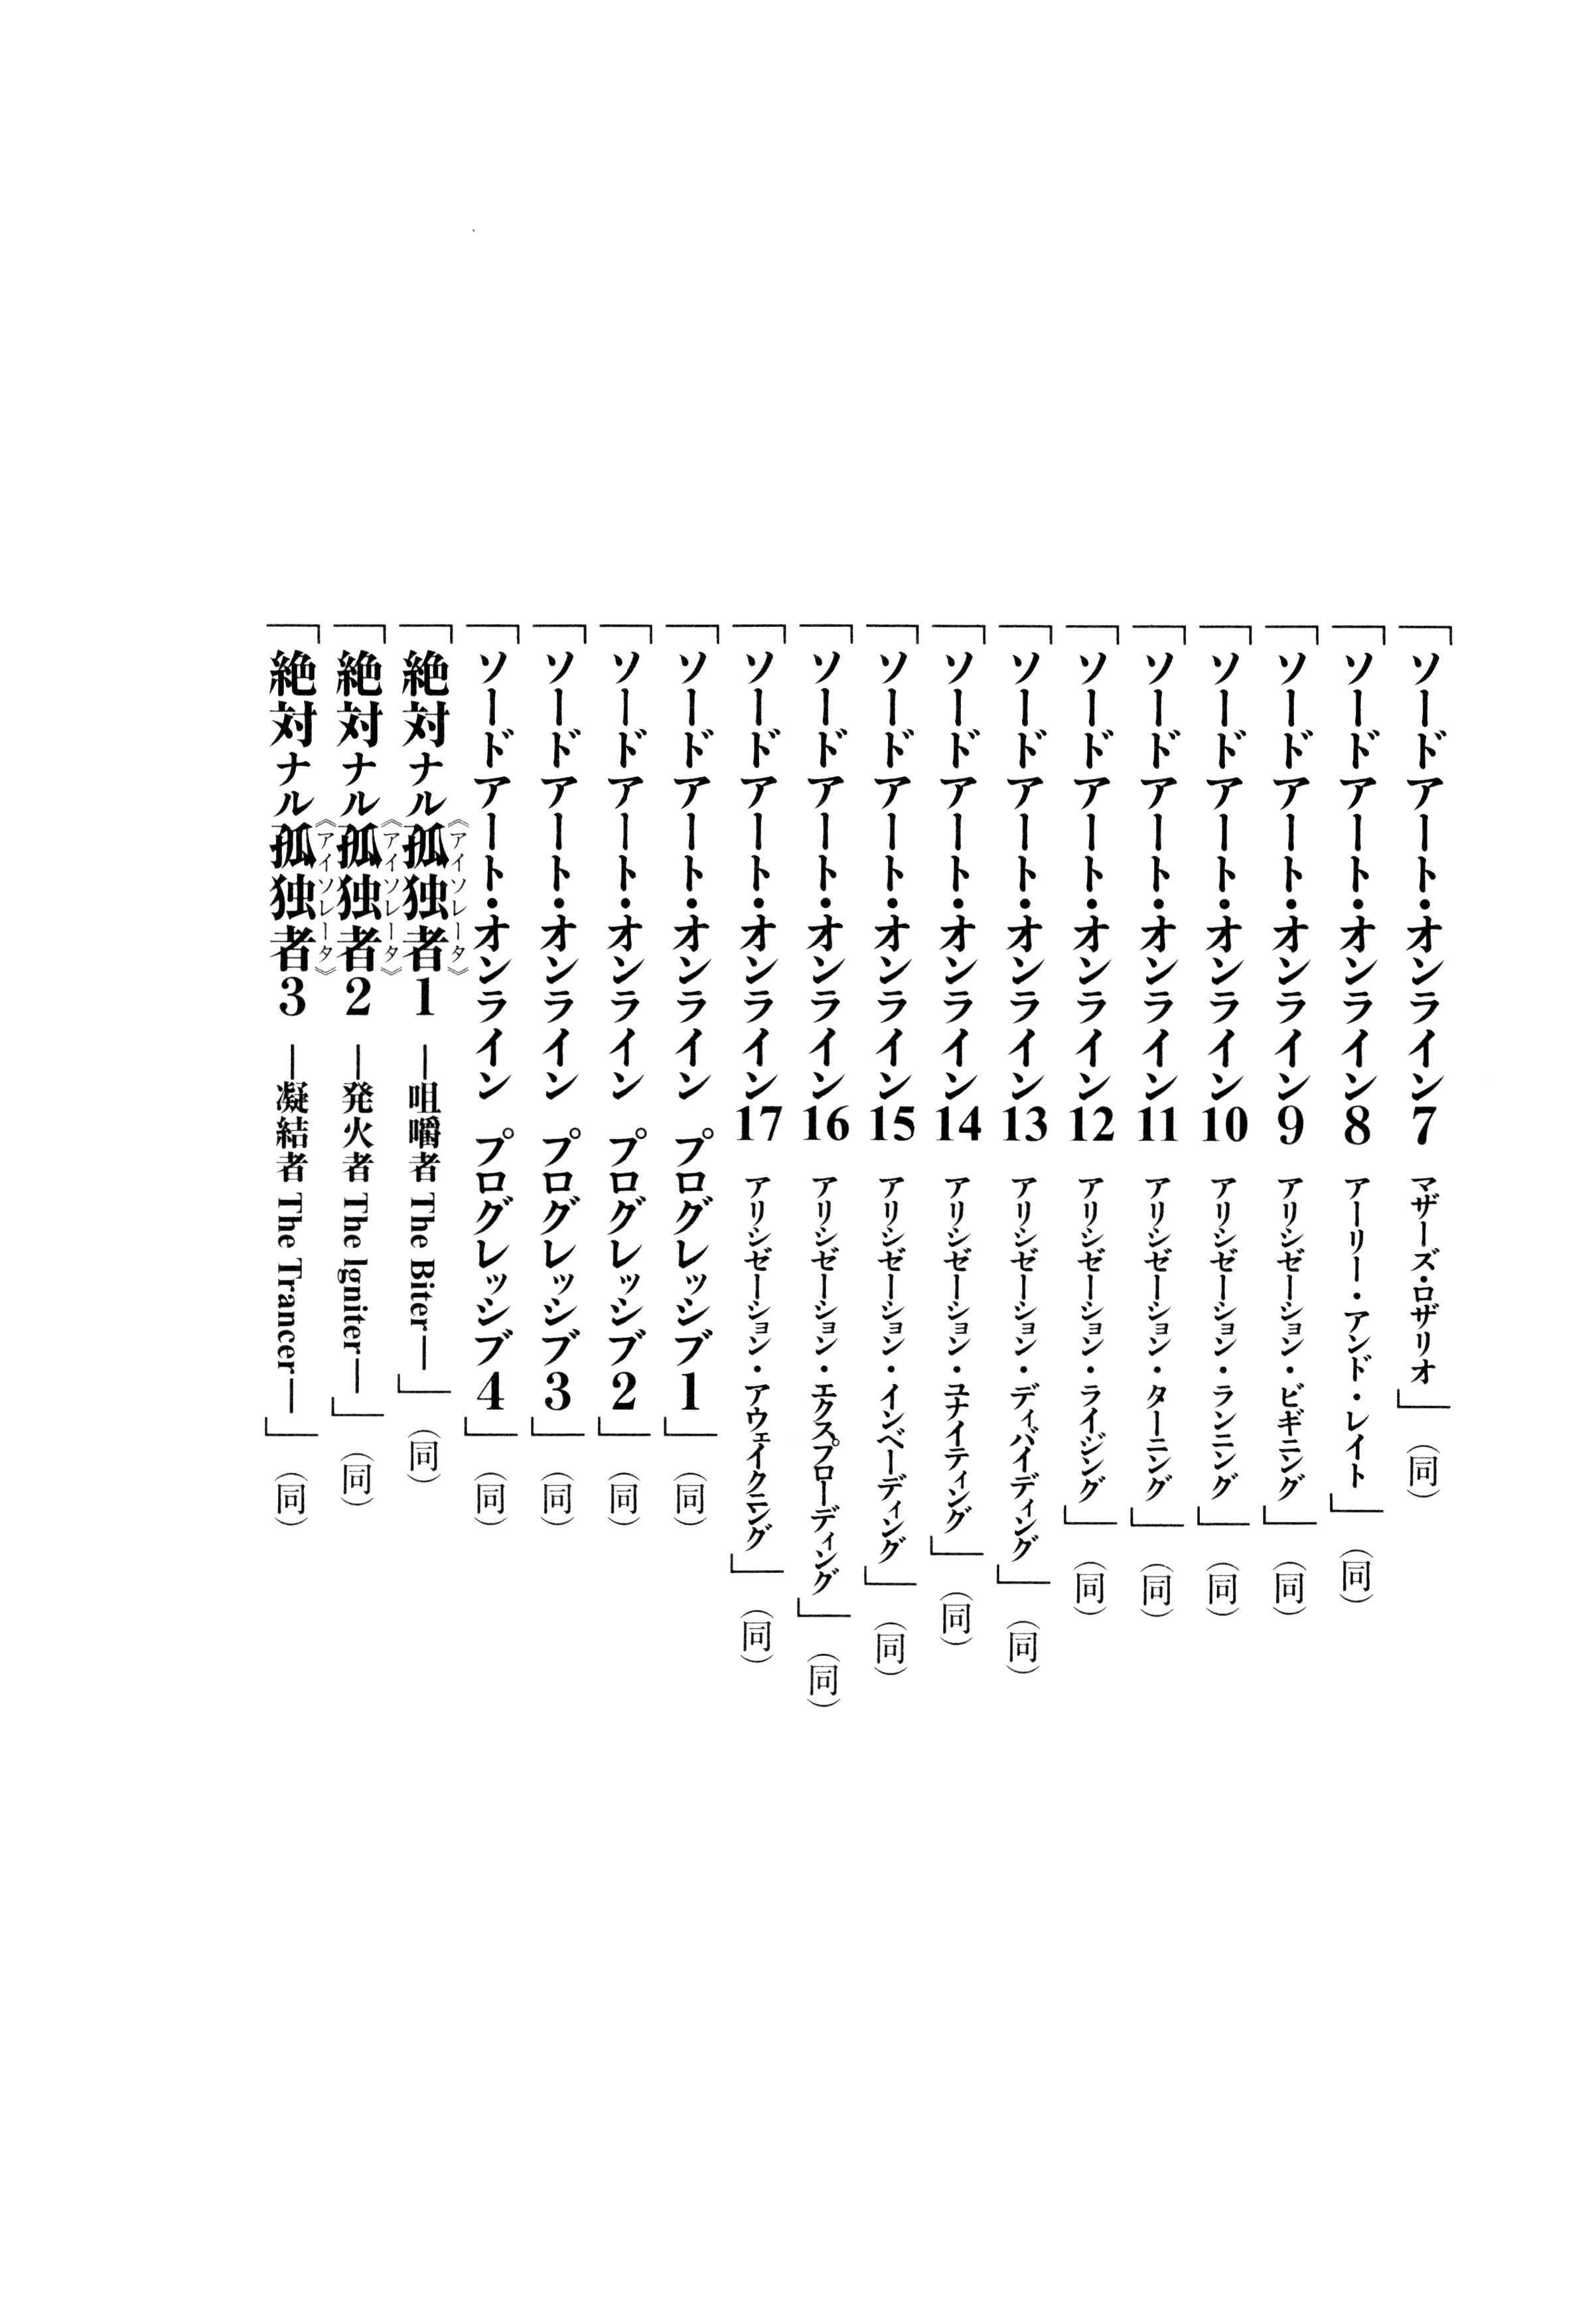 「ソードアート・オンライン7 マザーズ・ロザリオ」（同）
「ソードアート・オンライン8 アーリー・アンド・レイト」（同）
「ソードアート・オンライン9 アリシゼーション・ビギニング」（同）
「ソードアート・オンライン10 アリシゼーション・ランニング」（同）
「ソードアート・オンライン11 アリシゼーション・ターニング」（同）
「ソードアート・オンライン12 アリシゼーション・ライジング」（同）
「ソードアート・オンライン13 アリシゼーション・ディバイディング」（同）
「ソードアート・オンライン14 アリシゼーション・ユナイティング」（同）
「ソードアート・オンライン15 アリシゼーション・インベーディング」（同）
「ソードアート・オンライン16 アリシゼーション・エクスプローディング」（同）
「ソードアート・オンライン17 アリシゼーション・アウェイクニング」（同）
「ソードアート・オンライン プログレッシブ1」（同）
「ソードアート・オンライン プログレッシブ2」（同）
「ソードアート・オンライン プログレッシブ3」（同）
「ソードアート・オンライン プログレッシブ4」（同）
「絶対ナル孤独者《アイソレータ》1 ―咀嚼者 The Biter―」（同）
「絶対ナル孤独者《アイソレータ》2 ―発火者 The Igniter―」（同）
「絶対ナル孤独者《アイソレータ》3 ―凝結者 The Trancer―」（同）